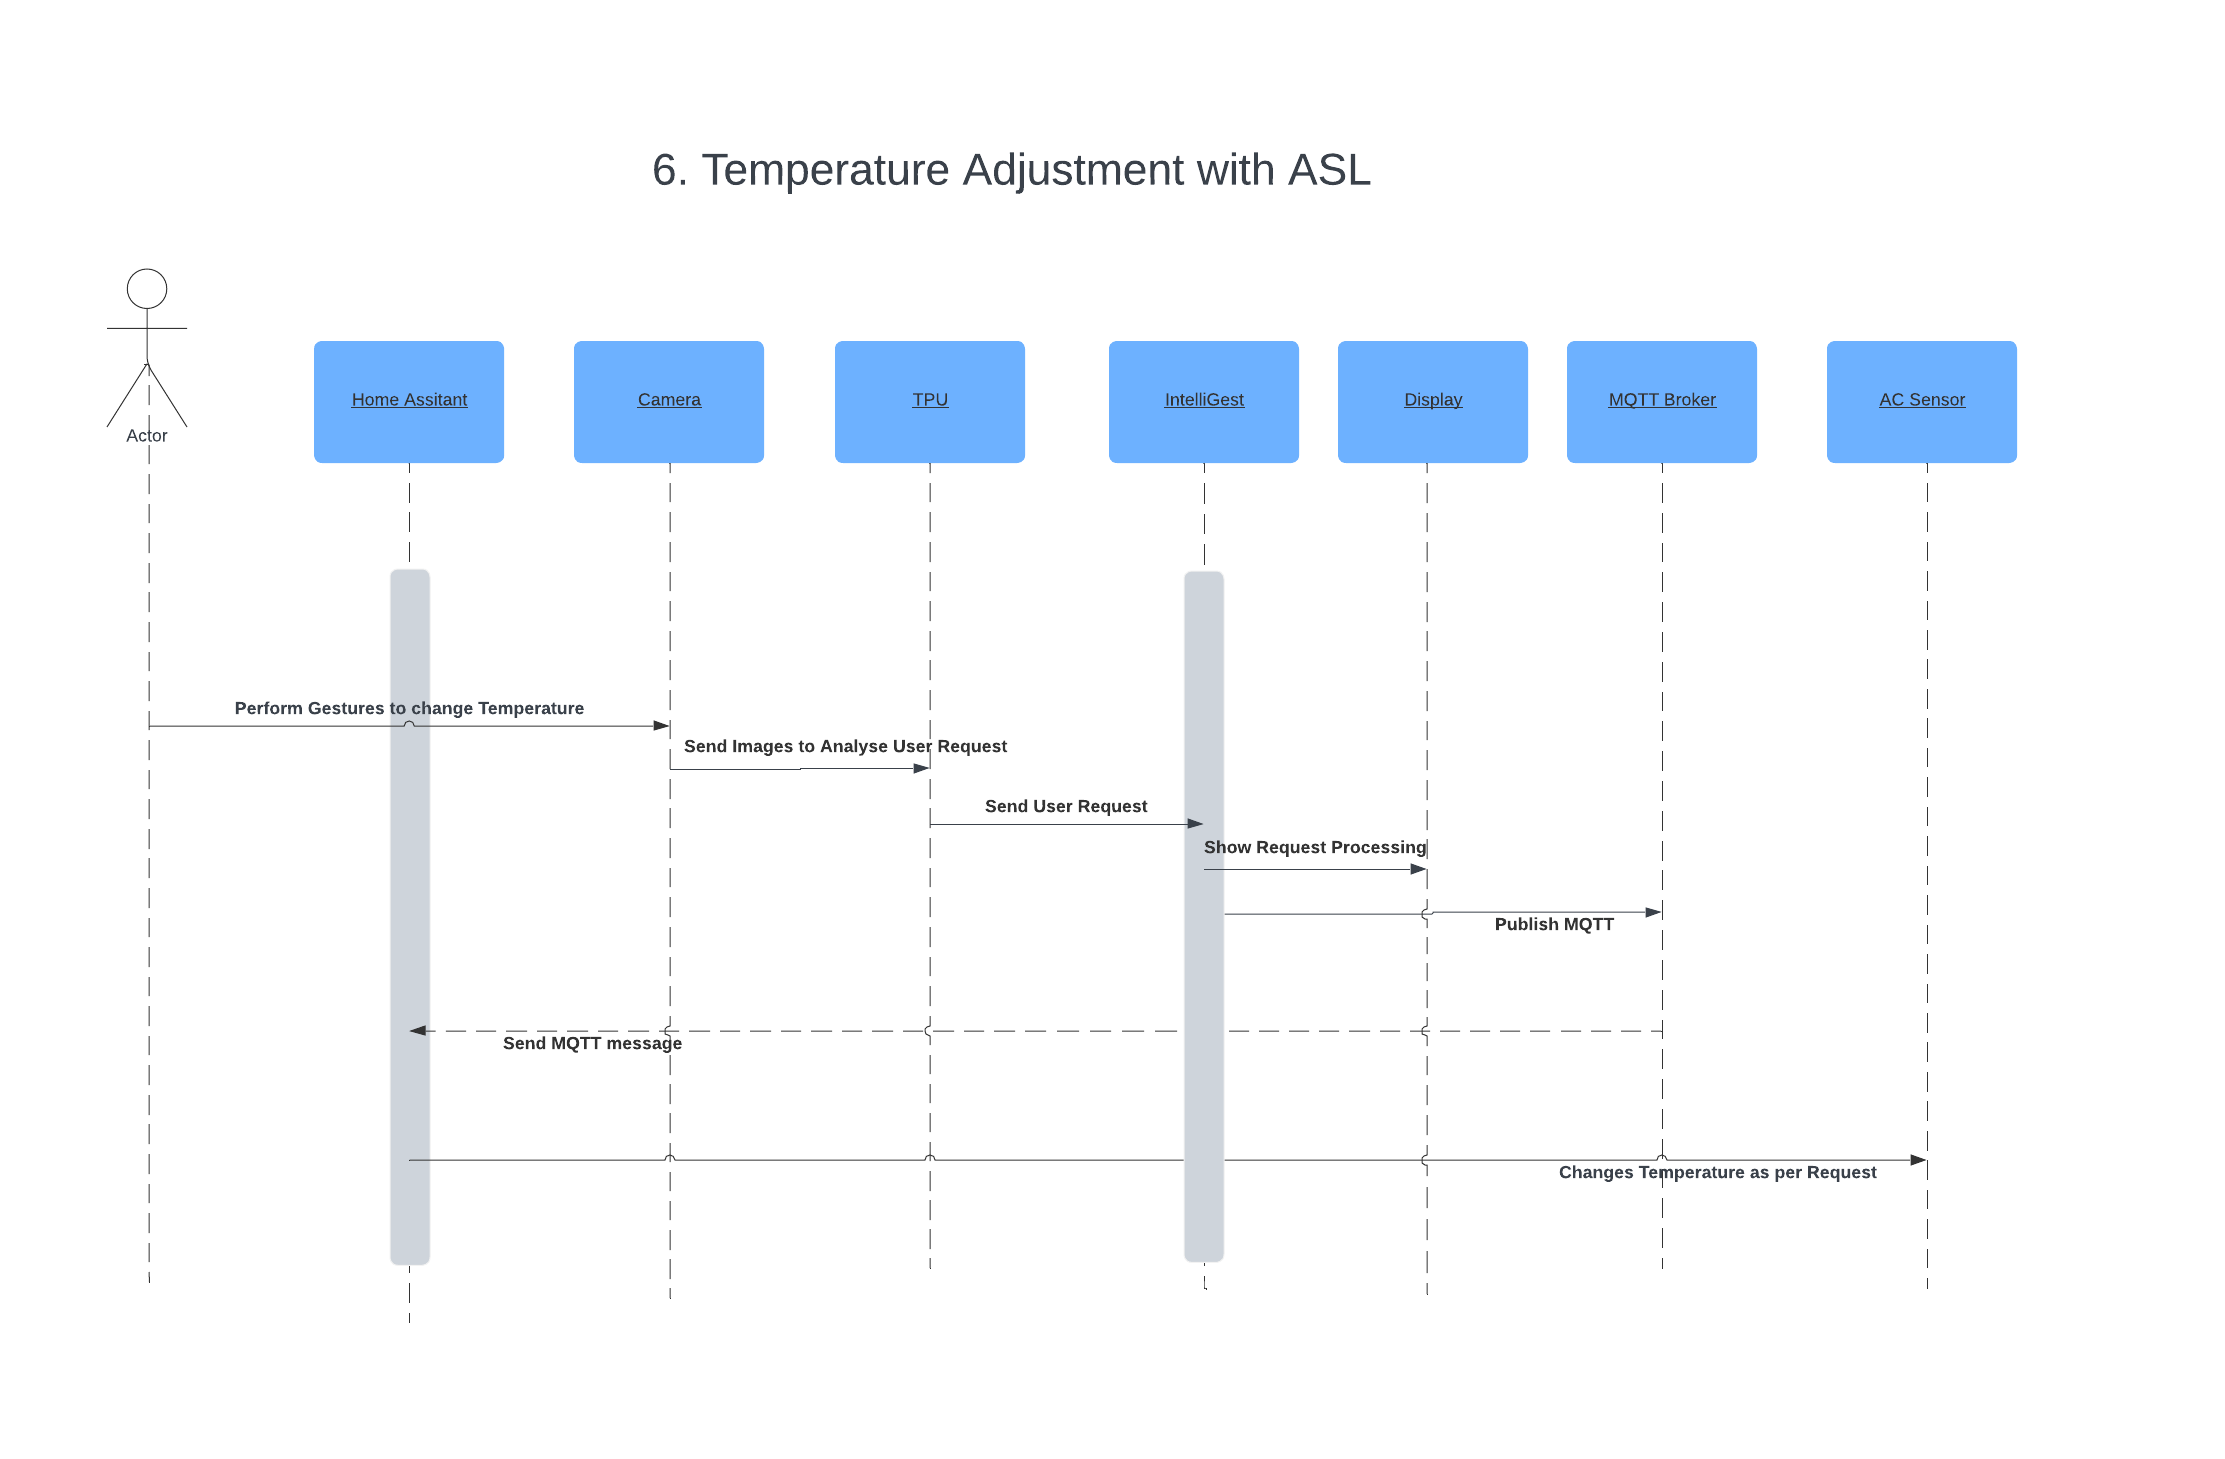 6. Temperature Adjustment with ASL
Actor
Home Assitant
Camera
TPU
IntelliGest
Display
MQTT Broker
AC Sensor
Perform Gestures to change Temperature
Send Images to Analyse User Request
Send User Request
Show Request Processing
Publish MQTT
Send MQTT message
Changes Temperature as per Request